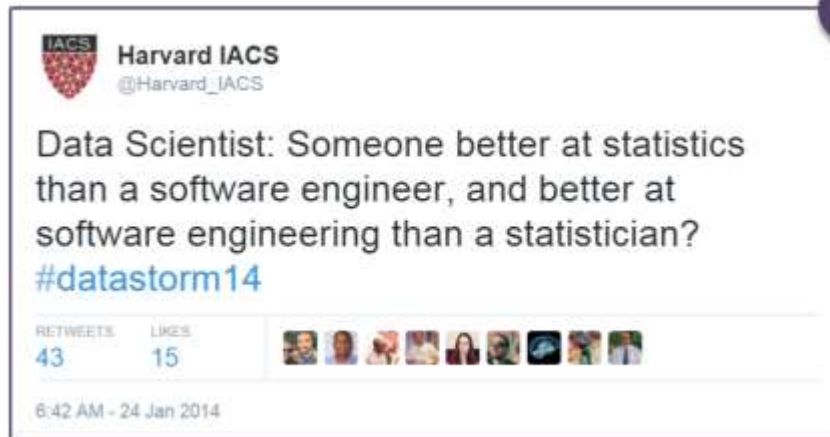 IACS
Harvard IACS
@Harvard_IACS
Data Scientist: Someone better at statistics
than a software engineer, and better at
software engineering than a statistician?
#datastorm14
RETWEETS LIKES
43 15
6:42 AM - 24 Jan 2014